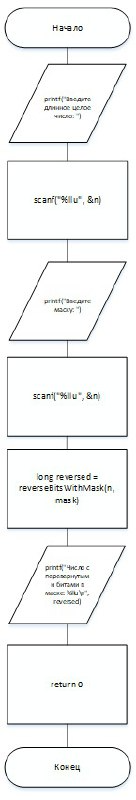 Начало
printf("Введите
длинное целое
число: ")
scanf("%llu", &n)
printf("Введите
маску: ")
scanf("%llu", &n)
long reversed =
reverseBitsWithMask(n,
mask)
printf("Число с
перевернутым
и битами в
маске: %llu\n",
reversed)
return 0
Конец